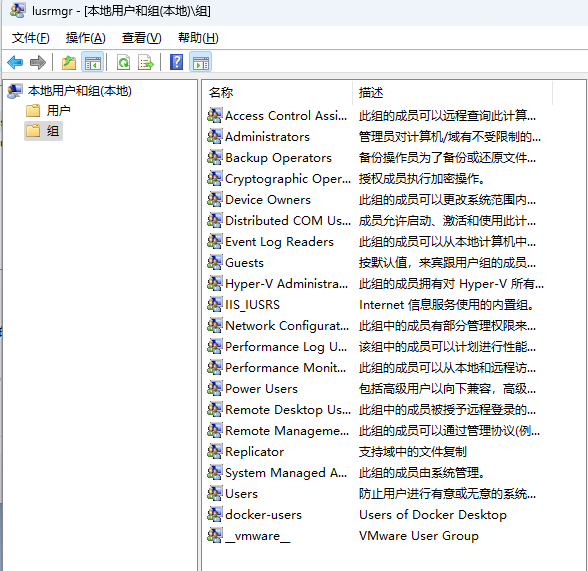 lusrmgr - [本地用户和组(本地)\组]
文件(F) 操作(A) 查看(V) 帮助(H)
本地用户和组(本地)
用户
组
名称 描述
Access Control Assi... 此组的成员可以远程查询此计算...
Administrators 管理员对计算机/域有不受限制的...
Backup Operators 备份操作员为了备份或还原文件...
Cryptographic Oper... 授权成员执行加密操作。
Device Owners 此组的成员可以更改系统范围内...
Distributed COM Us... 成员允许启动、激活和使用此计...
Event Log Readers 此组的成员可以从本地计算机中...
Guests 按默认值，来宾跟用户组的成员...
Hyper-V Administra... 此组的成员拥有对 Hyper-V 所有...
IIS_IUSRS Internet 信息服务使用的内置组。
Network Configurat... 此组中的成员有部分管理权限来...
Performance Log U... 该组中的成员可以计划进行性能...
Performance Monit... 此组的成员可以从本地和远程访...
Power Users 包括高级用户以向下兼容，高级...
Remote Desktop Us... 此组中的成员被授予远程登录的...
Remote Manageme... 此组的成员可以通过管理协议(例...
Replicator 支持域中的文件复制
System Managed A... 此组的成员由系统管理。
Users 防止用户进行有意或无意的系统...
docker-users Users of Docker Desktop
__vmware__ VMware User Group